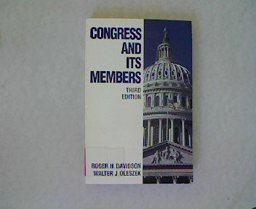 CONGRESS
AND
ITS
MEMBERS
THIRD
EDITION
ROGER H. DAVIDSON
WALTER J. OLESZEK